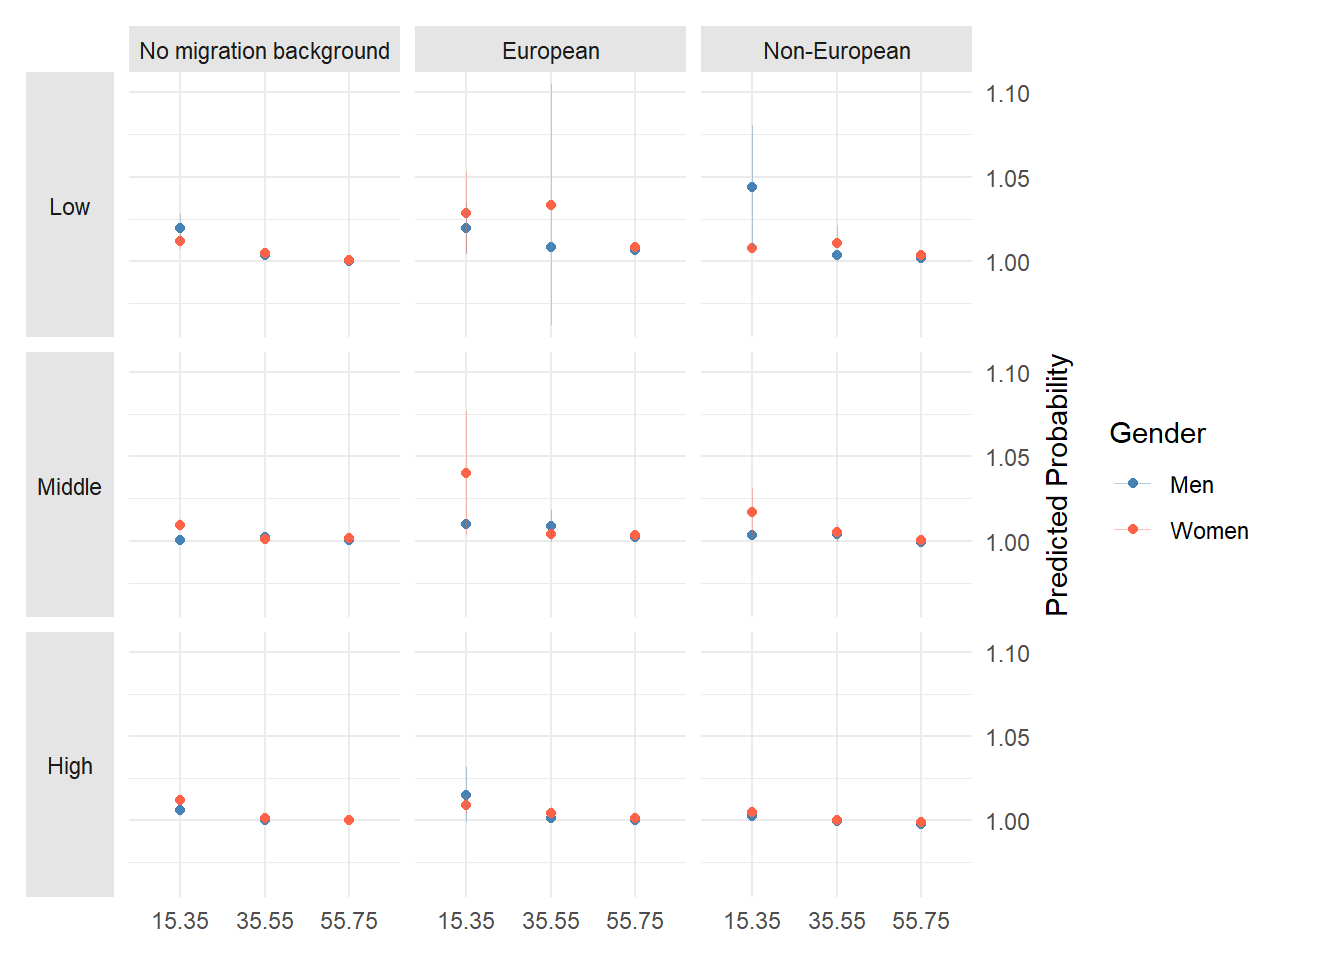 No migration background
European
Non-European
Low
1.10
1.05
1.00
Middle
1.10
1.05
1.00
High
1.10
1.05
1.00
15.35 35.55 55.75
15.35 35.55 55.75
15.35 35.55 55.75
Predicted Probability
Gender
Men
Women